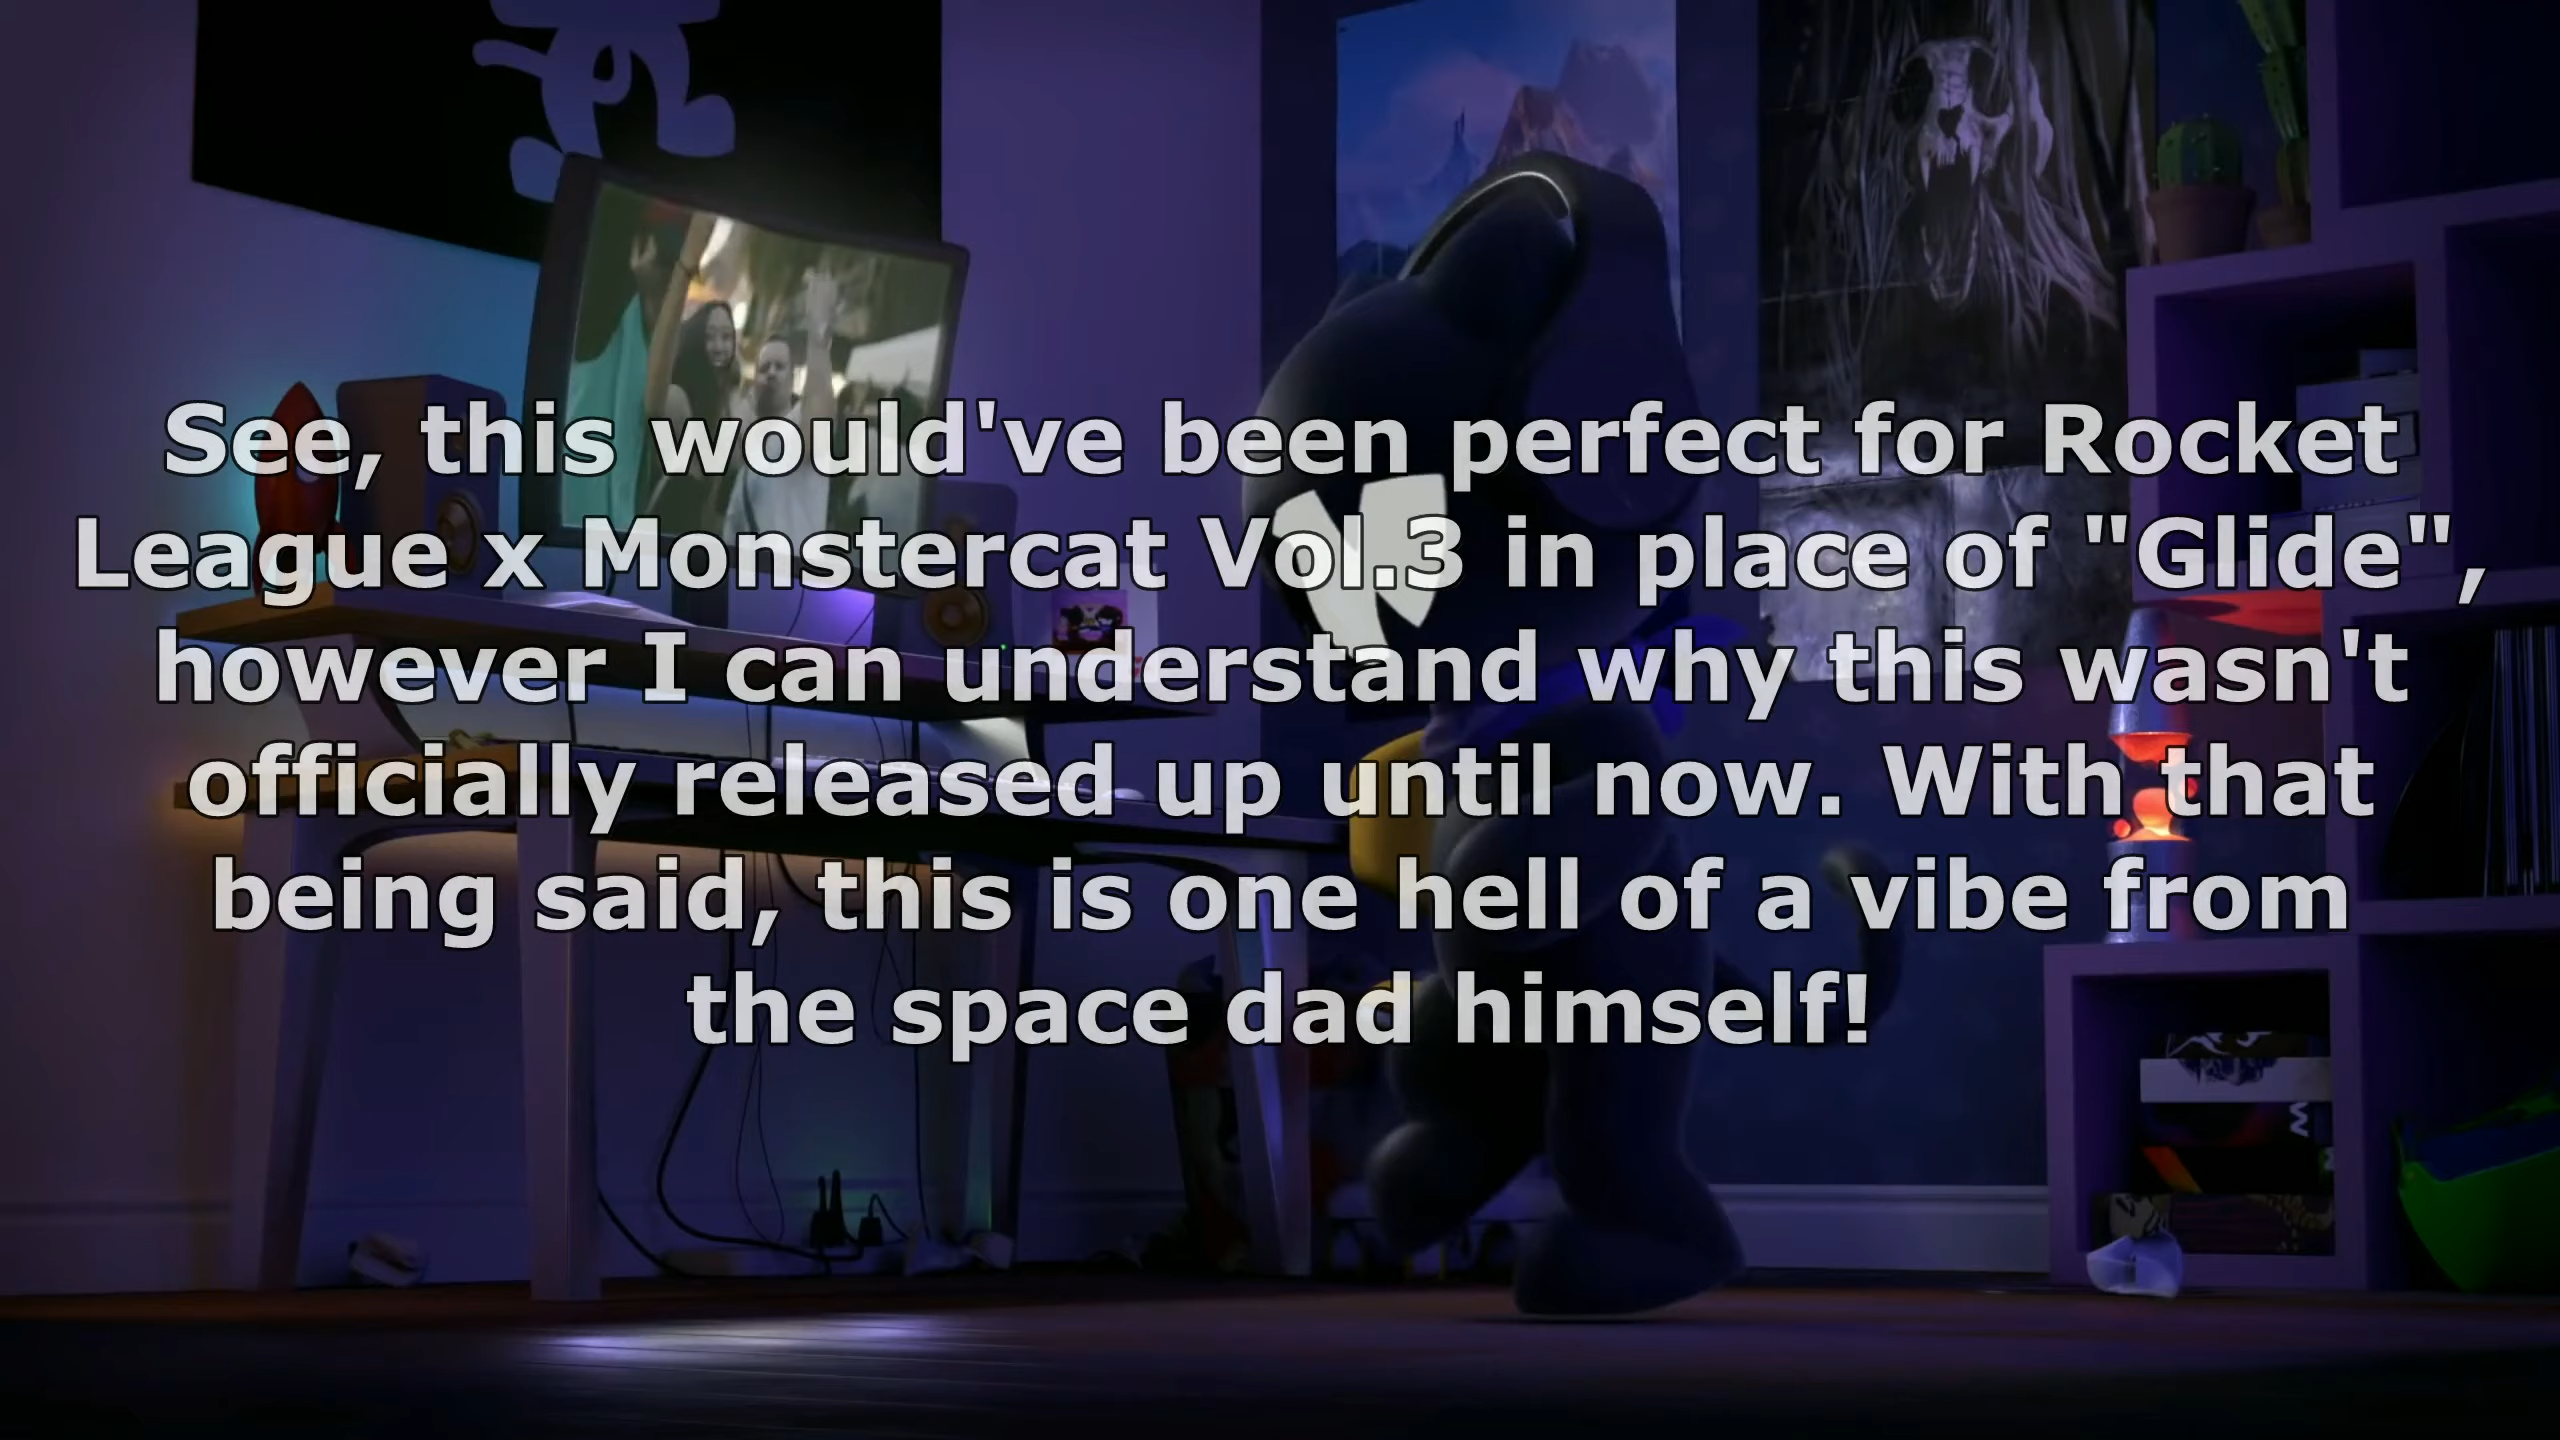 See, this would've been perfect for Rocket
League x Monstercat Vol.3 in place of "Glide",
however I can understand why this wasn't
officially released up until now. With that
being said, this is one hell of a vibe from
the space dad himself!